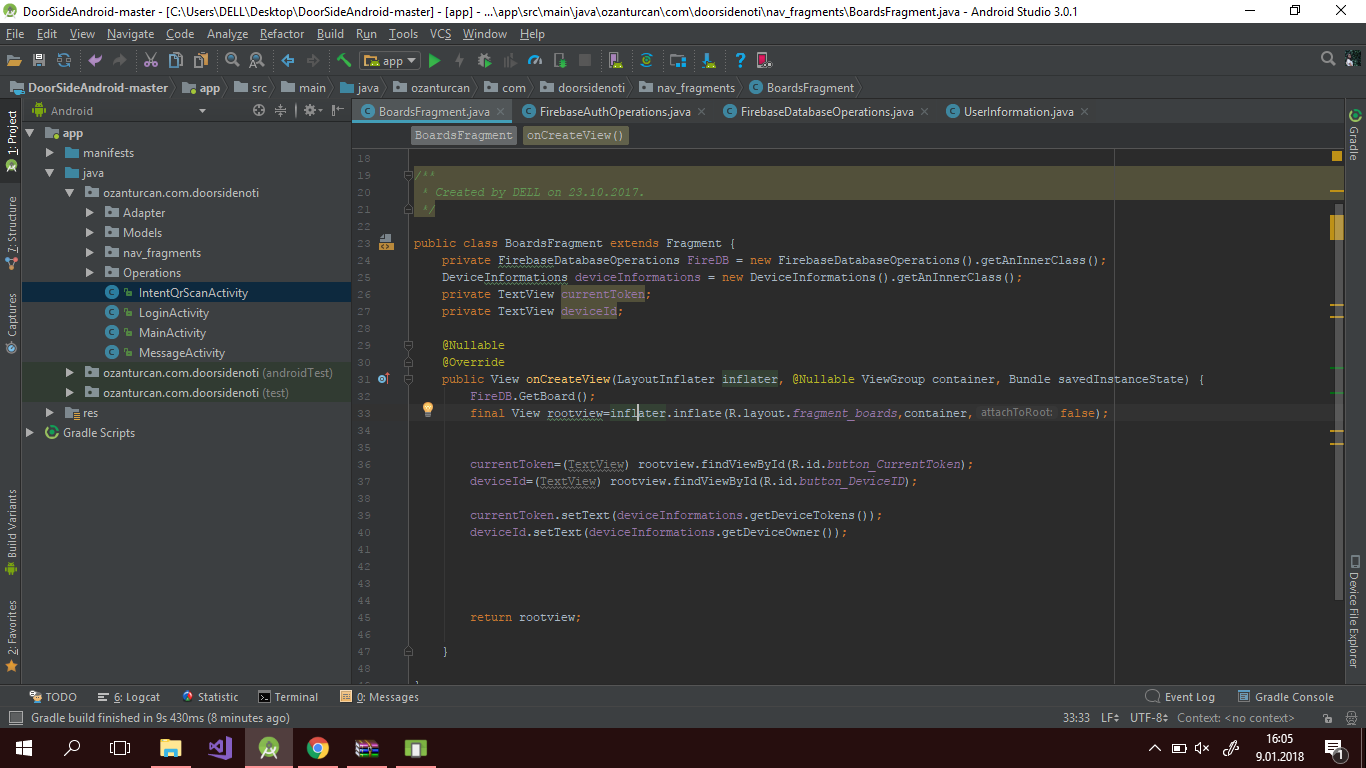 DoorSideAndroid-master - [C:\Users\DELL\Desktop\DoorSideAndroid-master] - [app] - ...\app\src\main\java\ozanturcan\com\doorsidenoti\nav_fragments\BoardsFragment.java - Android Studio 3.0.1
File Edit View Navigate Code Analyze Refactor Build Run Tools VCS Window Help
app
DoorSideAndroid-master app src main java ozanturcan com doorsidenoti nav_fragments BoardsFragment
1: Project
7: Structure
Captures
Build Variants
2: Favorites
Android
app
manifests
java
ozanturcan.com.doorsidenoti
Adapter
Models
nav_fragments
Operations
IntentQrScanActivity
LoginActivity
MainActivity
MessageActivity
ozanturcan.com.doorsidenoti (androidTest)
ozanturcan.com.doorsidenoti (test)
res
Gradle Scripts
BoardsFragment.java FirebaseAuthOperations.java FirebaseDatabaseOperations.java UserInformation.java
BoardsFragment onCreateView()
18
19 /**
20 * Created by DELL on 23.10.2017.
21 */
22
23 public class BoardsFragment extends Fragment {
24 private FirebaseDatabaseOperations FireDB = new FirebaseDatabaseOperations().getAnInnerClass();
25 DeviceInformations deviceInformations = new DeviceInformations().getAnInnerClass();
26 private TextView currentToken;
27 private TextView deviceId;
28
29 @Nullable
30 @Override
31 public View onCreateView(LayoutInflater inflater, @Nullable ViewGroup container, Bundle savedInstanceState) {
32 FireDB.GetBoard();
33 final View rootview=inflater.inflate(R.layout.fragment_boards,container, attachToRoot: false);
34
35
36 currentToken=(TextView) rootview.findViewById(R.id.button_CurrentToken);
37 deviceId=(TextView) rootview.findViewById(R.id.button_DeviceID);
38
39 currentToken.setText(deviceInformations.getDeviceTokens());
40 deviceId.setText(deviceInformations.getDeviceOwner());
41
42
43
44
45 return rootview;
46
47 }
48
Gradle
Device File Explorer
TODO 6: Logcat Statistic Terminal 0: Messages Event Log Gradle Console
Gradle build finished in 9s 430ms (8 minutes ago) 33:33 LF UTF-8 Context: <no context>
16:05
9.01.2018
1